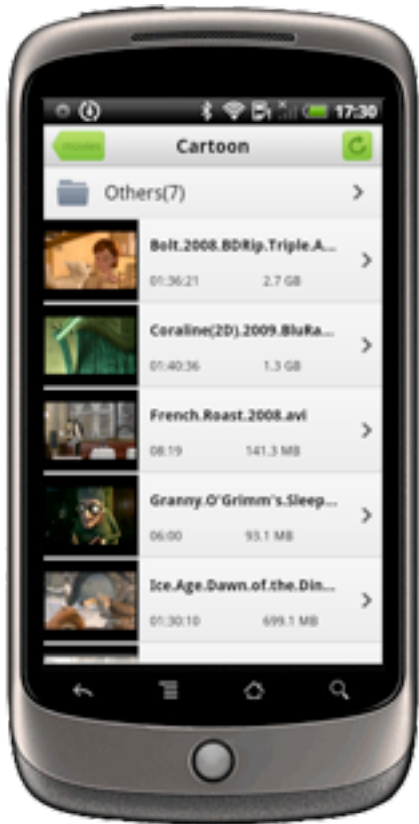 17:30
movies
Cartoon
Others(7)
Bolt.2008.BDRip.Triple.A...
01:36:21 2.7 GB
Coraline(2D).2009.BluRa...
01:40:36 1.3 GB
French.Roast.2008.avi
08:19 141.3 MB
Granny.O'Grimm's.Sleep...
06:00 93.1 MB
Ice.Age.Dawn.of.the.Din...
01:30:10 699.1 MB